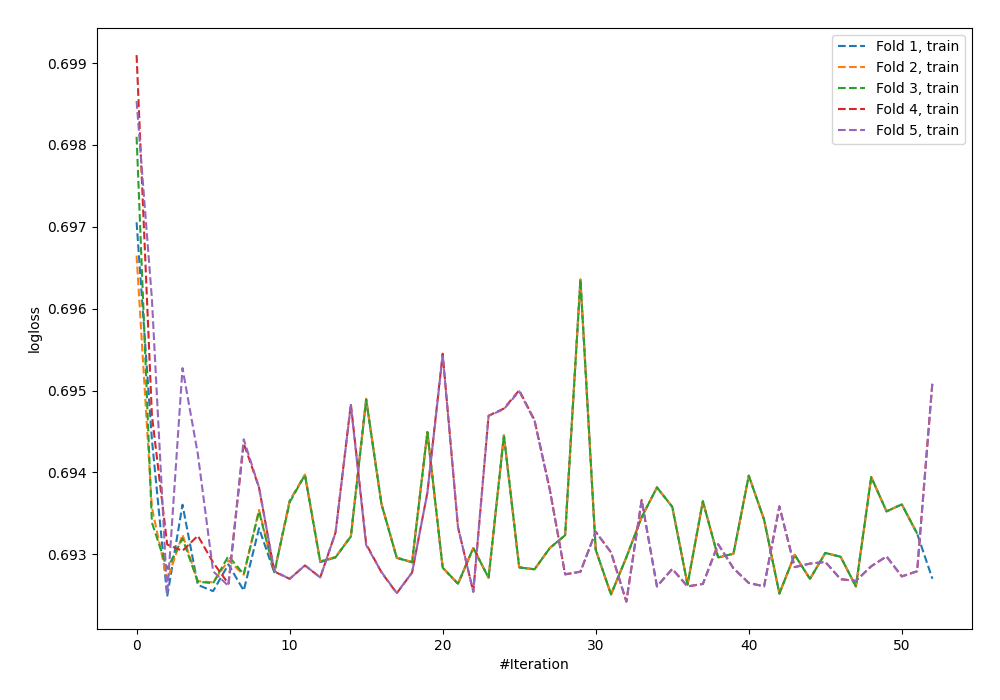 0.699
0.698
0.697
0.696
0.695
0.694
0.693
logloss
0
10
20
30
40
50
#Iteration
Fold 1, train
Fold 2, train
Fold 3, train
Fold 4, train
Fold 5, train